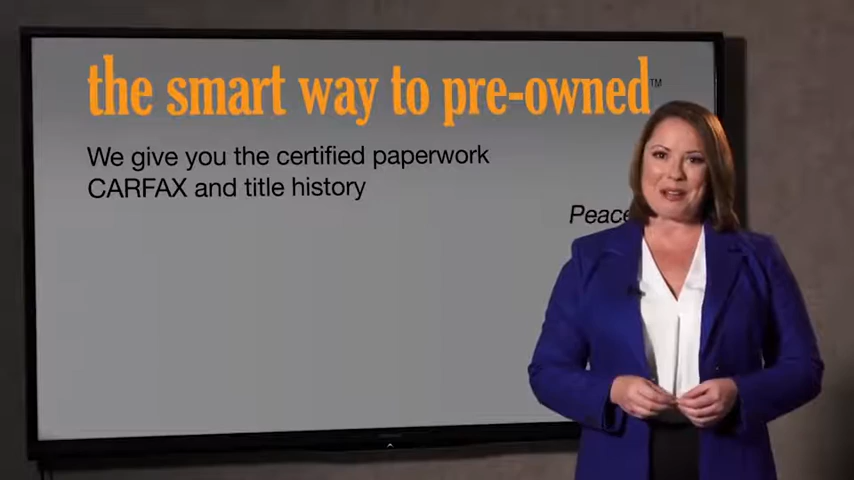 the smart way to pre-owned™
We give you the certified paperwork
CARFAX and title history
Peace